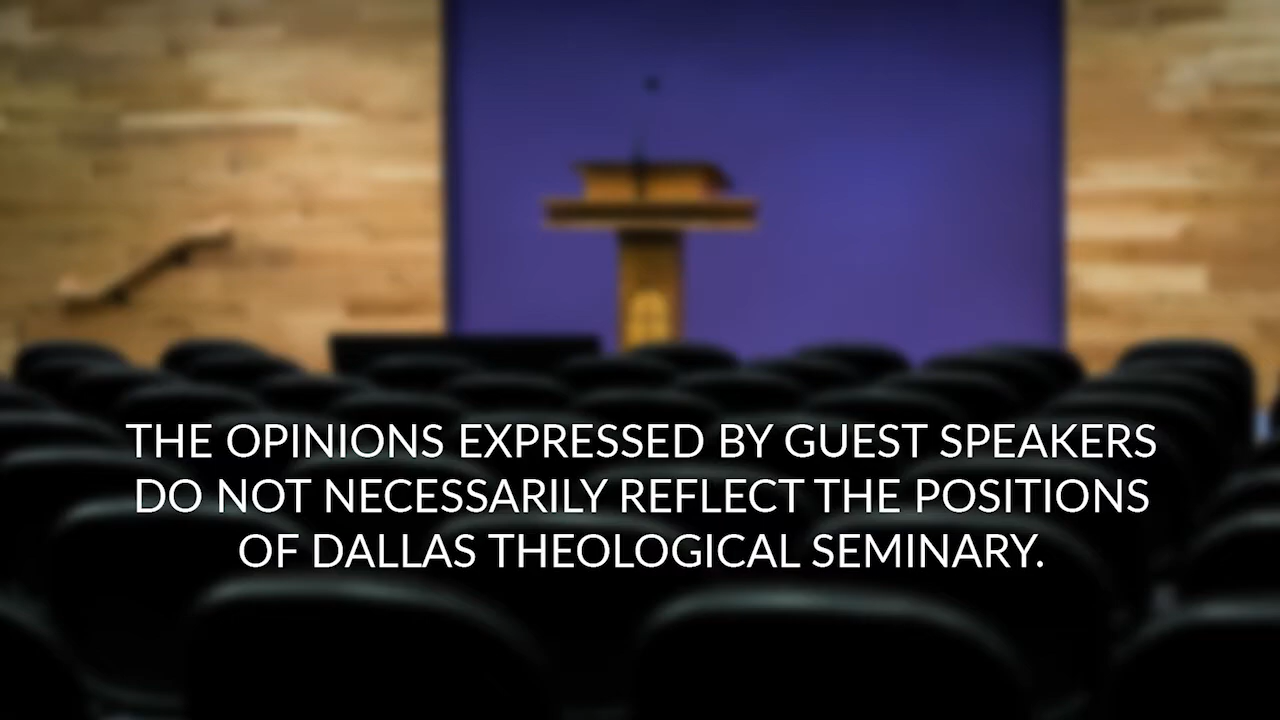 THE OPINIONS EXPRESSED BY GUEST SPEAKERS
DO NOT NECESSARILY REFLECT THE POSITIONS
OF DALLAS THEOLOGICAL SEMINARY.